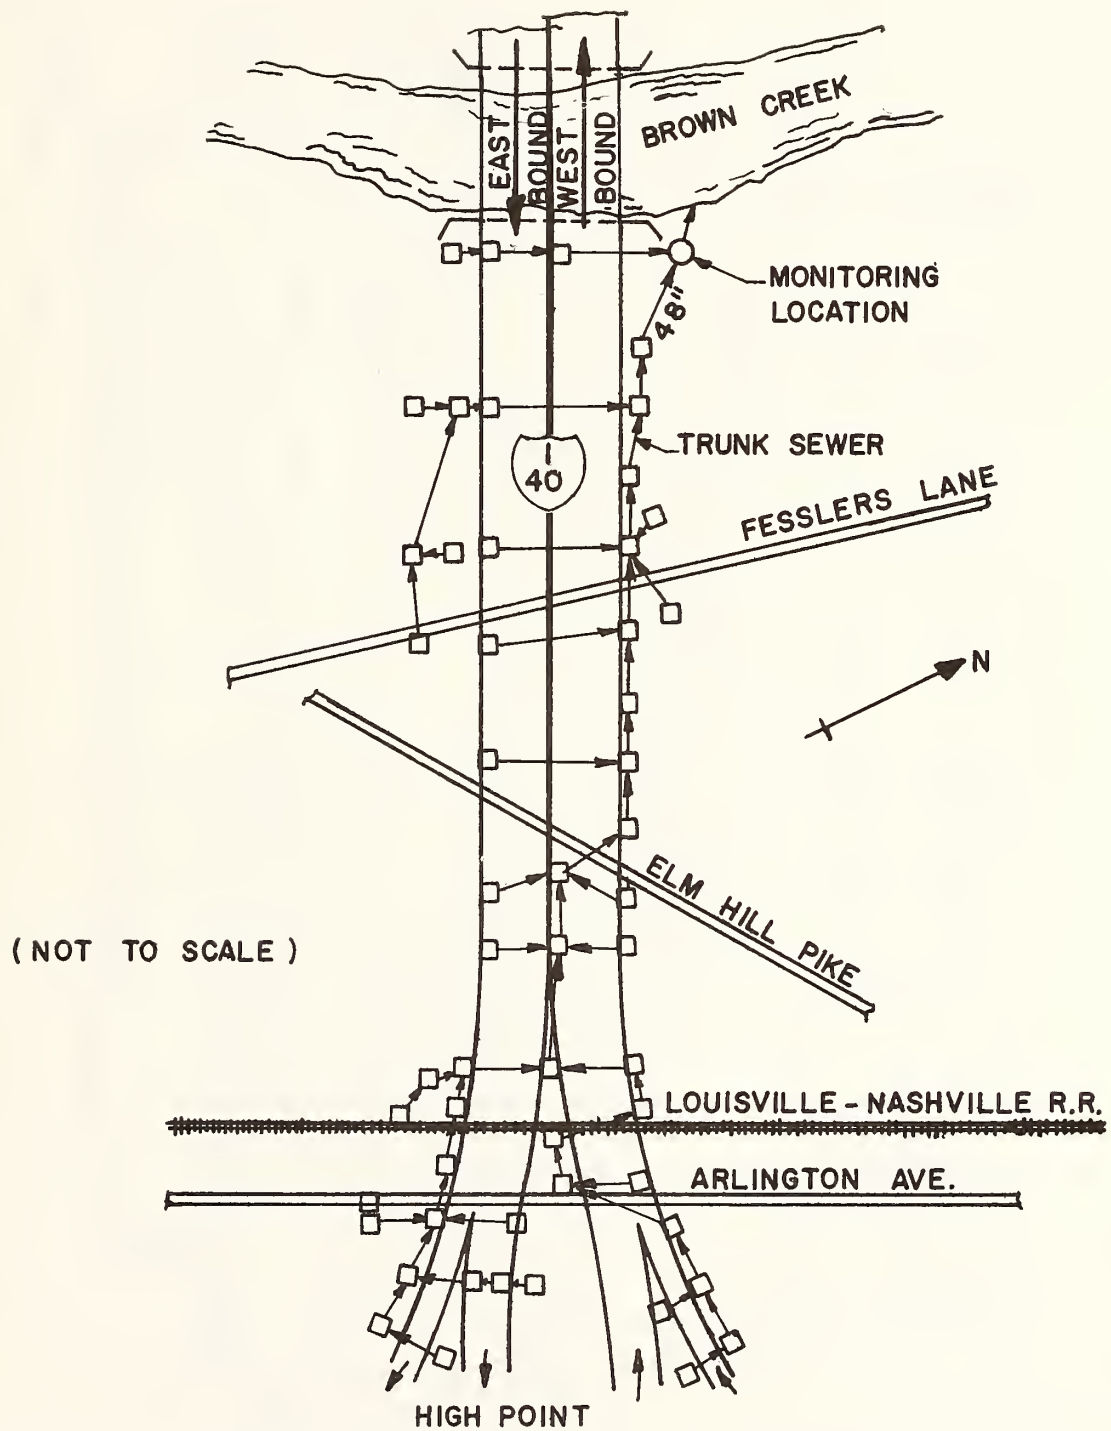 BROWN CREEK
EAST BOUND
WEST BOUND
MONITORING
LOCATION
48"
TRUNK SEWER
I
40
FESSLERS LANE
N
ELM HILL PIKE
(NOT TO SCALE)
LOUISVILLE - NASHVILLE R.R.
ARLINGTON AVE.
HIGH POINT